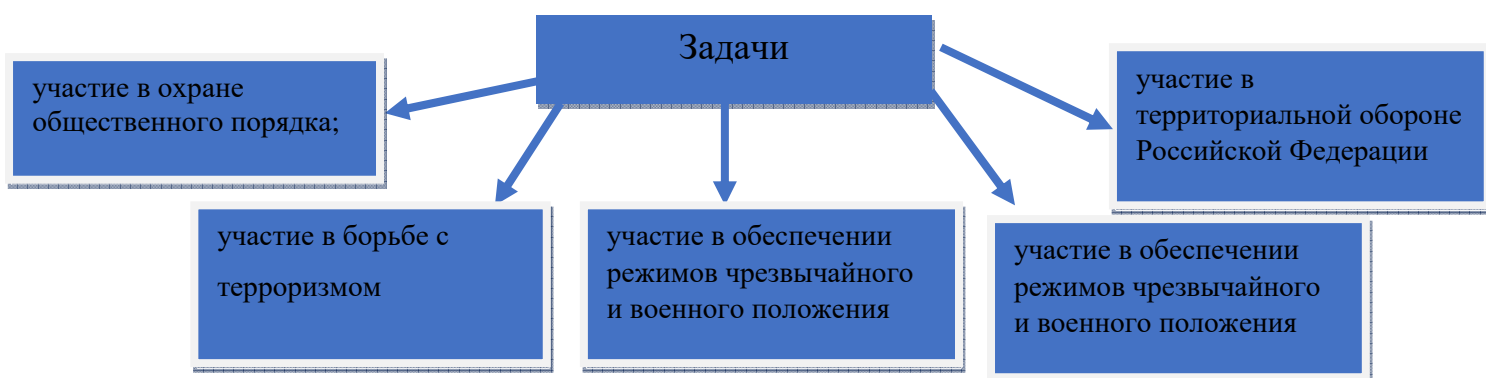 Задачи
участие в охране
общественного порядка;
участие в борьбе с
терроризмом
участие в обеспечении
режимов чрезвычайного
и военного положения
участие в обеспечении
режимов чрезвычайного
и военного положения
участие в
территориальной обороне
Российской Федерации